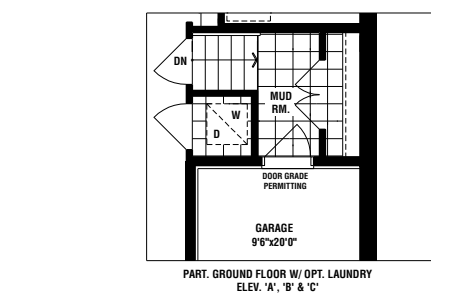 DN
MUD
RM.
W
D
DOOR GRADE
PERMITTING
GARAGE
9'6"x20'0"
PART. GROUND FLOOR W/ OPT. LAUNDRY
ELEV. 'A', 'B' & 'C'